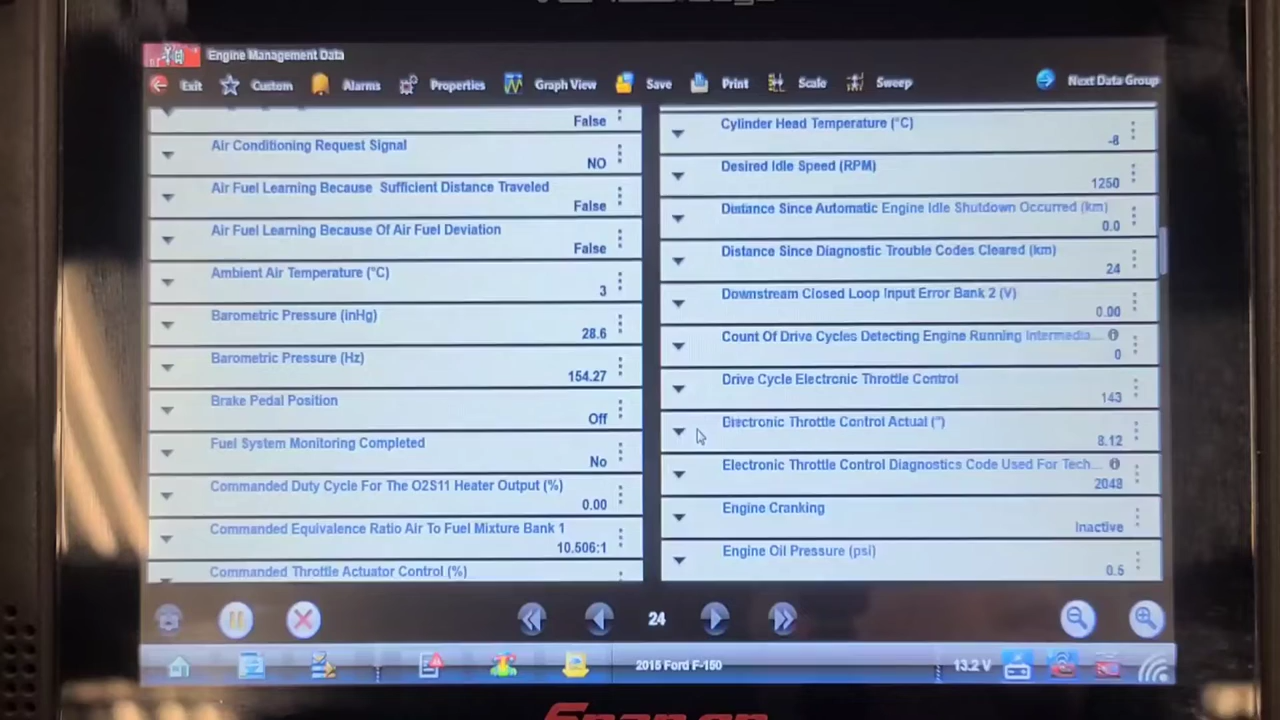 Engine Management Data
Exit Custom Alarms Properties Graph View Save Print Scale Sweep Next Data Group
False
Air Conditioning Request Signal
NO
Air Fuel Learning Because Sufficient Distance Traveled
False
Air Fuel Learning Because Of Air Fuel Deviation
False
Ambient Air Temperature (°C)
3
Barometric Pressure (inHg)
28.6
Barometric Pressure (Hz)
154.27
Brake Pedal Position
Off
Fuel System Monitoring Completed
No
Commanded Duty Cycle For The O2S11 Heater Output (%)
0.00
Commanded Equivalence Ratio Air To Fuel Mixture Bank 1
10.506:1
Commanded Throttle Actuator Control (%)
Cylinder Head Temperature (°C)
-8
Desired Idle Speed (RPM)
1250
Distance Since Automatic Engine Idle Shutdown Occurred (km)
0.0
Distance Since Diagnostic Trouble Codes Cleared (km)
24
Downstream Closed Loop Input Error Bank 2 (V)
0.00
Count Of Drive Cycles Detecting Engine Running Intermedia...
0
Drive Cycle Electronic Throttle Control
143
Electronic Throttle Control Actual (°)
8.12
Electronic Throttle Control Diagnostics Code Used For Tech...
2048
Engine Cranking
Inactive
Engine Oil Pressure (psi)
0.5
24
2015 Ford F-150
13.2 V
Snap-on